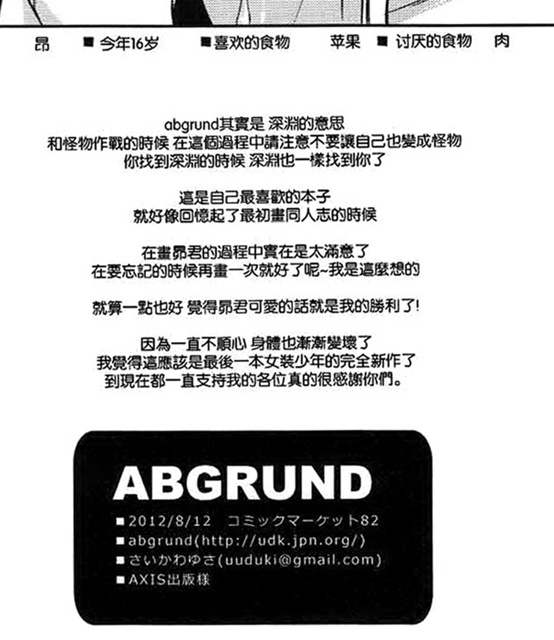 昴 ■ 今年16岁 ■喜欢的食物 苹果 ■ 讨厌的食物 肉
abgrund其實是 深淵的意思
和怪物作戰的時候 在這個過程中請注意不要讓自己也變成怪物
你找到深淵的時候 深淵也一樣找到你了
這是自己最喜歡的本子
就好像回憶起了最初畫同人志的時候
在畫昴君的過程中實在是太滿意了
在要忘記的時候再畫一次就好了呢~我是這麼想的
就算一點也好 覺得昴君可愛的話就是我的勝利了!
因為一直不順心 身體也漸漸變壞了
我覺得這應該是最後一本女裝少年的完全新作了
到現在都一直支持我的各位真的很感謝你們。
ABGRUND
■2012/8/12 コミックマーケット82
■abgrund(http://udk.jpn.org/)
■さいかわゆさ(uuduki@gmail.com)
■AXIS出版様